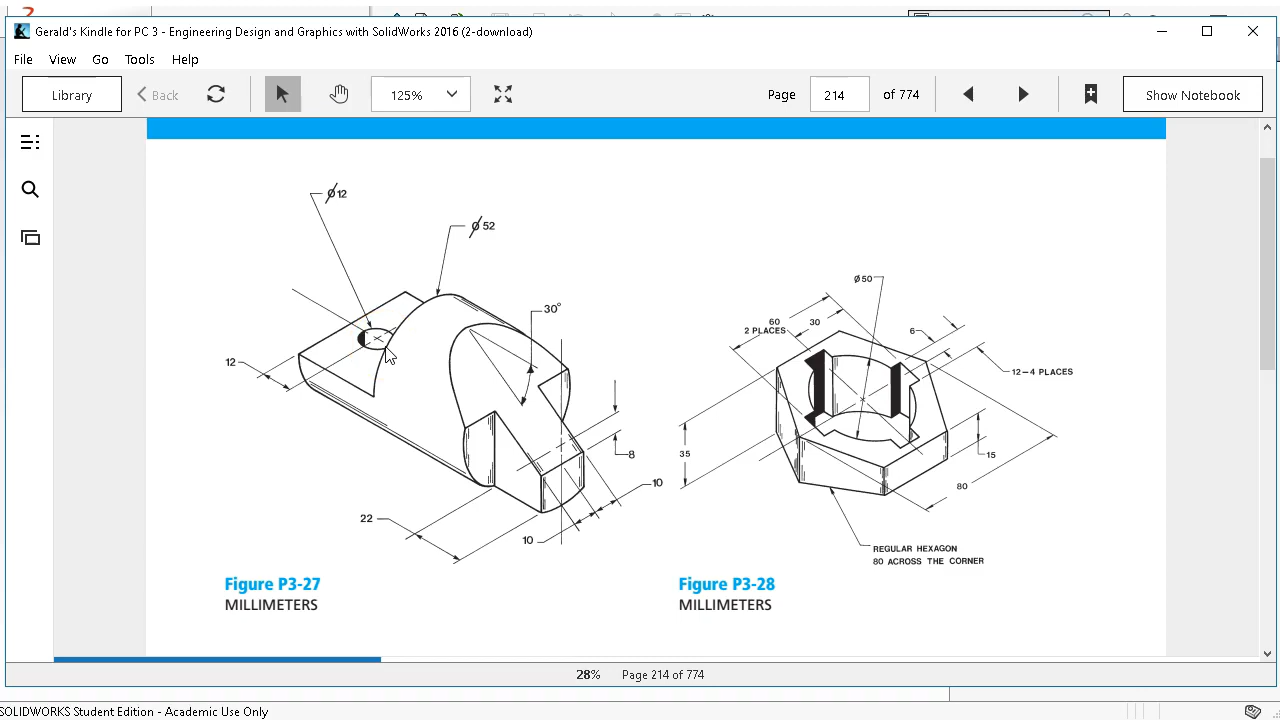 Gerald's Kindle for PC 3 - Engineering Design and Graphics with SolidWorks 2016 (2-download)
File View Go Tools Help
Library
Back
125%
Page 214 of 774
Show Notebook
Ø12
Ø52
30°
12
8
10
22
10
Figure P3-27
MILLIMETERS
Ø50
60
2 PLACES
30
6
12-4 PLACES
35
15
80
REGULAR HEXAGON
80 ACROSS THE CORNER
Figure P3-28
MILLIMETERS
28% Page 214 of 774
SOLIDWORKS Student Edition - Academic Use Only